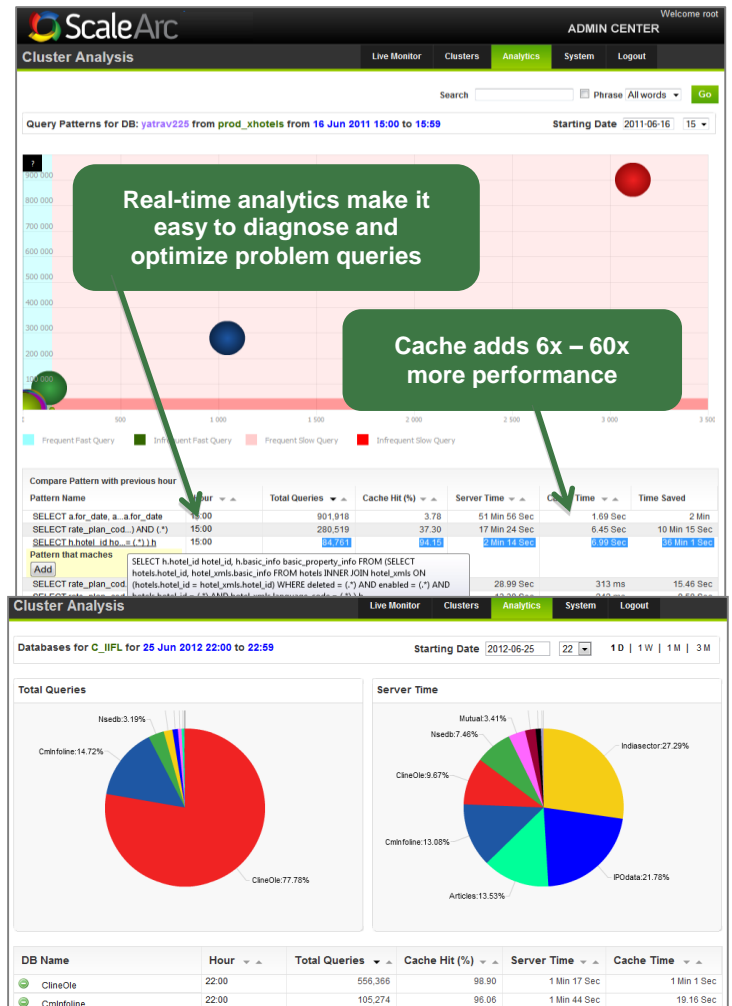 Welcome root
ScaleArc
ADMIN CENTER
Cluster Analysis
Live Monitor Clusters Analytics System Logout
Search Phrase All words Go
Query Patterns for DB: yatrav225 from prod_xhotels from 16 Jun 2011 15:00 to 15:59
Starting Date 2011-06-16 15
?
900 000
800 000
700 000
600 000
500 000
400 000
300 000
200 000
100 000
Real-time analytics make it
easy to diagnose and
optimize problem queries
Cache adds 6x – 60x
more performance
500 1 000 1 500 2 000 2 500 3 000 3 500
Frequent Fast Query Infrequent Fast Query Frequent Slow Query Infrequent Slow Query
Compare Pattern with previous hour
Pattern Name Hour Total Queries Cache Hit (%) Server Time Time Time Saved
SELECT a.for_date, a...a.for_date 15:00 901,918 3.78 51 Min 56 Sec 1.69 Sec 2 Min
SELECT rate_plan_cod...) AND (.*) 15:00 280,519 37.30 17 Min 24 Sec 6.45 Sec 10 Min 15 Sec
SELECT h.hotel_id ho...= (.*) ) h 15:00 84,761 94.15 2 Min 14 Sec 6.99 Sec 36 Min 1 Sec
Pattern that maches
Add
SELECT h.hotel_id hotel_id, h.basic_info basic_property_info FROM (SELECT
hotels.hotel_id, hotel_xmls.basic_info FROM hotels INNER JOIN hotel_xmls ON
(hotels.hotel_id = hotel_xmls.hotel_id) WHERE deleted = (.*) AND enabled = (.*) AND
SELECT rate_plan_cod. 28.99 Sec 313 ms 15.46 Sec
Cluster Analysis
Live Monitor Clusters Analytics System Logout
Databases for C_IIFL for 25 Jun 2012 22:00 to 22:59
Starting Date 2012-06-25 22 1 D | 1 W | 1 M | 3 M
Total Queries
Server Time
Nsedb:3.19%
CmInfoline:14.72%
ClineOle:77.78%
Mutual:3.41%
Nsedb:7.46%
Indiasector:27.29%
ClineOle:9.67%
CmInfoline:13.08%
Articles:13.53%
IPOdata:21.78%
DB Name Hour Total Queries Cache Hit (%) Server Time Cache Time
ClineOle 22:00 556,366 98.90 1 Min 17 Sec 1 Min 1 Sec
CmInfoline 22:00 105,274 96.06 1 Min 44 Sec 19.16 Sec